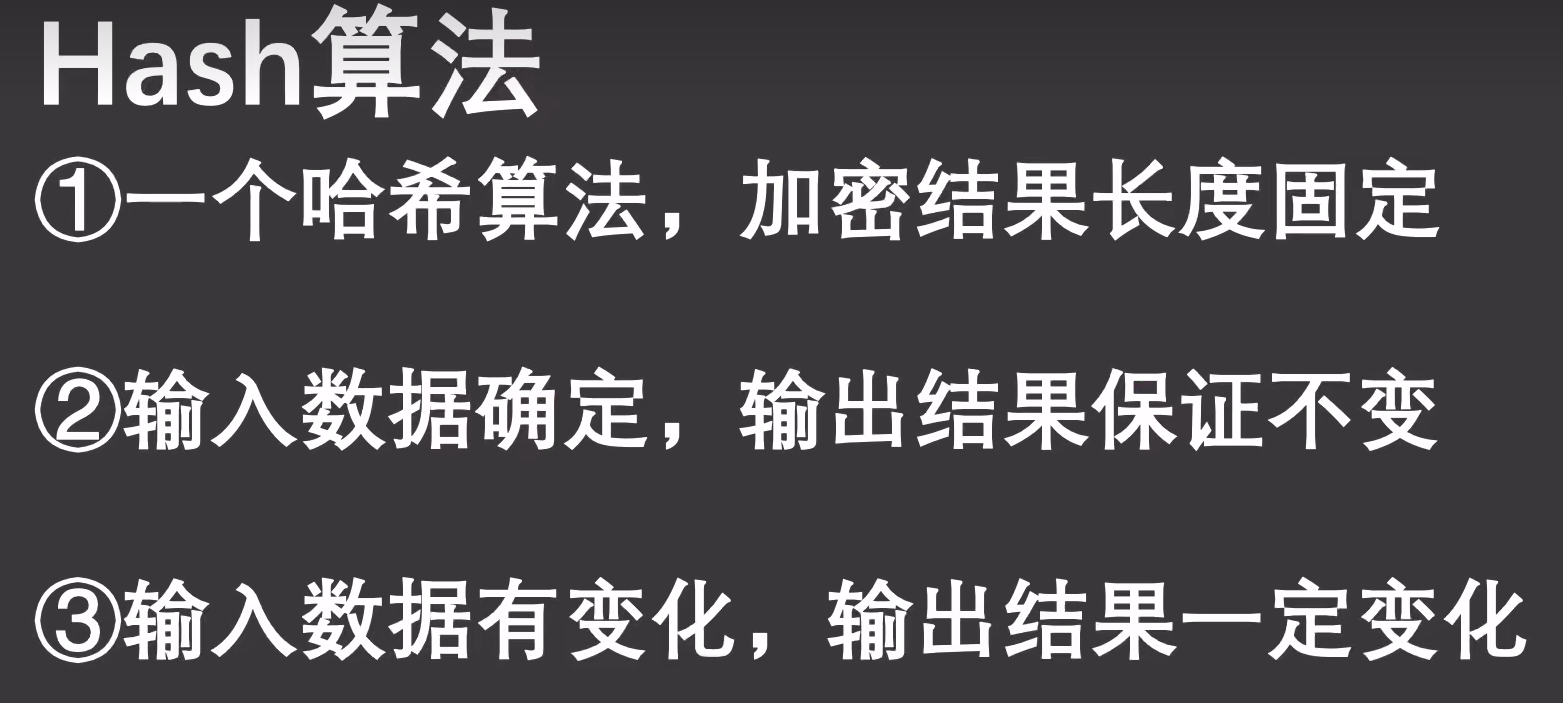 Hash算法
①一个哈希算法，加密结果长度固定
②输入数据确定，输出结果保证不变
③输入数据有变化，输出结果一定变化